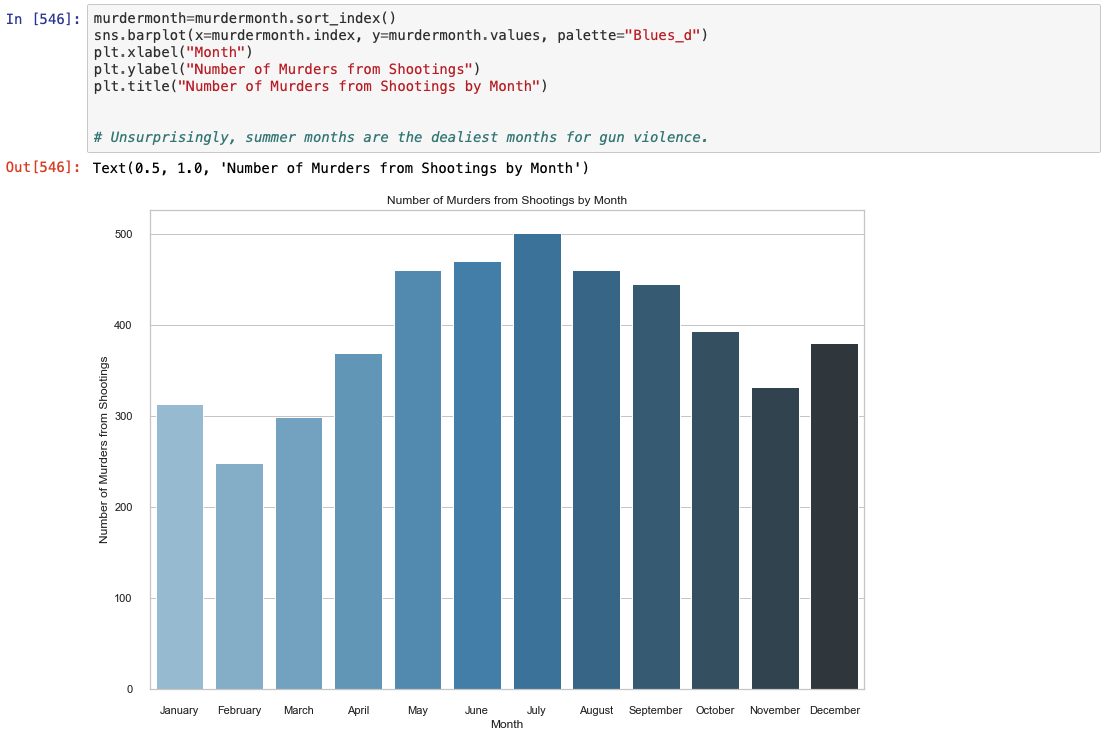 In [546]: murdermonth=murdermonth.sort_index()
sns.barplot(x=murdermonth.index, y=murdermonth.values, palette="Blues_d")
plt.xlabel("Month")
plt.ylabel("Number of Murders from Shootings")
plt.title("Number of Murders from Shootings by Month")
# Unsurprisingly, summer months are the dealiest months for gun violence.
Out[546]: Text(0.5, 1.0, 'Number of Murders from Shootings by Month')
Number of Murders from Shootings by Month
Number of Murders from Shootings
500
400
300
200
100
0
January February March April May June July August September October November December
Month